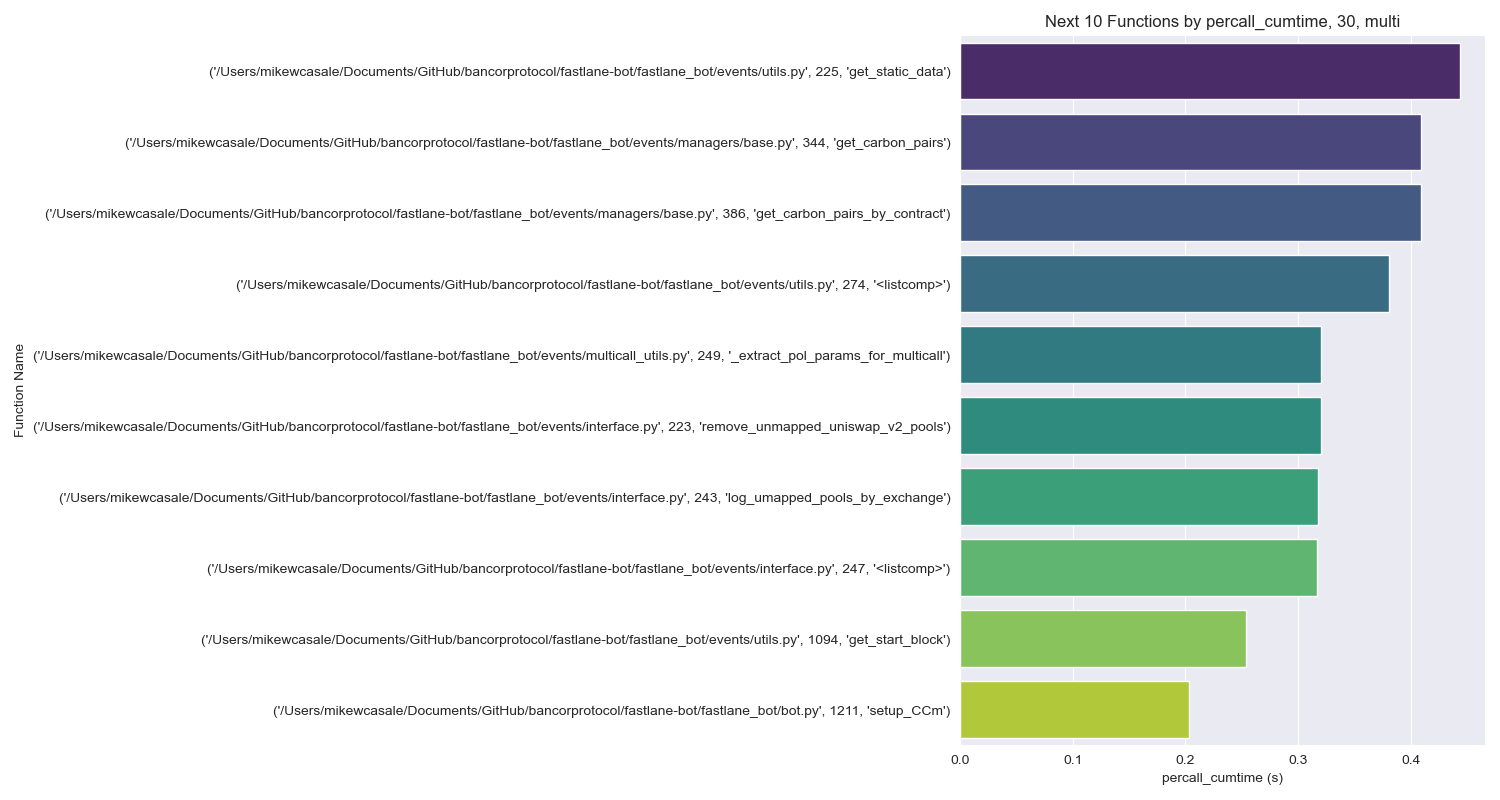 Next 10 Functions by percall_cumtime, 30, multi
('/Users/mikewcasale/Documents/GitHub/bancorprotocol/fastlane-bot/fastlane_bot/events/utils.py', 225, 'get_static_data')
('/Users/mikewcasale/Documents/GitHub/bancorprotocol/fastlane-bot/fastlane_bot/events/managers/base.py', 344, 'get_carbon_pairs')
('/Users/mikewcasale/Documents/GitHub/bancorprotocol/fastlane-bot/fastlane_bot/events/managers/base.py', 386, 'get_carbon_pairs_by_contract')
('/Users/mikewcasale/Documents/GitHub/bancorprotocol/fastlane-bot/fastlane_bot/events/utils.py', 274, '<listcomp>')
('/Users/mikewcasale/Documents/GitHub/bancorprotocol/fastlane-bot/fastlane_bot/events/multicall_utils.py', 249, '_extract_pol_params_for_multicall')
('/Users/mikewcasale/Documents/GitHub/bancorprotocol/fastlane-bot/fastlane_bot/events/interface.py', 223, 'remove_unmapped_uniswap_v2_pools')
('/Users/mikewcasale/Documents/GitHub/bancorprotocol/fastlane-bot/fastlane_bot/events/interface.py', 243, 'log_umapped_pools_by_exchange')
('/Users/mikewcasale/Documents/GitHub/bancorprotocol/fastlane-bot/fastlane_bot/events/interface.py', 247, '<listcomp>')
('/Users/mikewcasale/Documents/GitHub/bancorprotocol/fastlane-bot/fastlane_bot/events/utils.py', 1094, 'get_start_block')
('/Users/mikewcasale/Documents/GitHub/bancorprotocol/fastlane-bot/fastlane_bot/bot.py', 1211, 'setup_CCm')
Function Name
0.0 0.1 0.2 0.3 0.4
percall_cumtime (s)